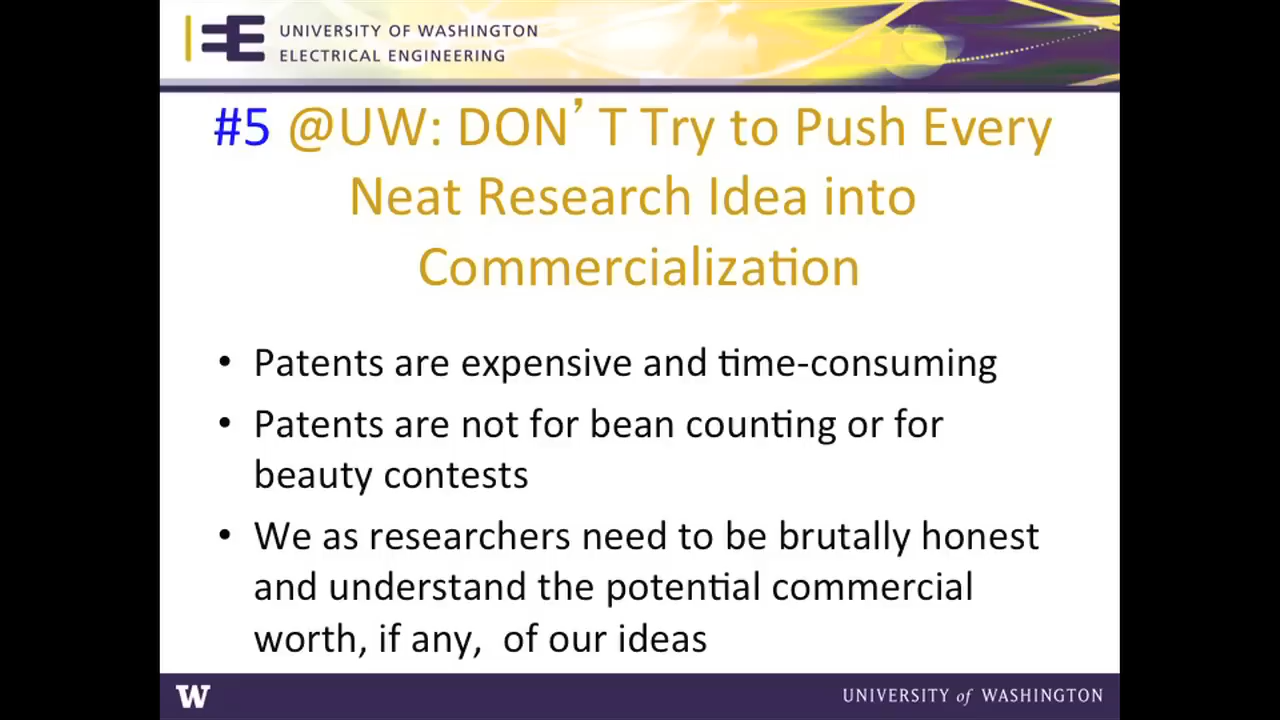 UNIVERSITY OF WASHINGTON
ELECTRICAL ENGINEERING
#5 @UW: DON’T Try to Push Every
Neat Research Idea into
Commercialization
• Patents are expensive and time-consuming
• Patents are not for bean counting or for
beauty contests
• We as researchers need to be brutally honest
and understand the potential commercial
worth, if any,  of our ideas
W
UNIVERSITY of WASHINGTON